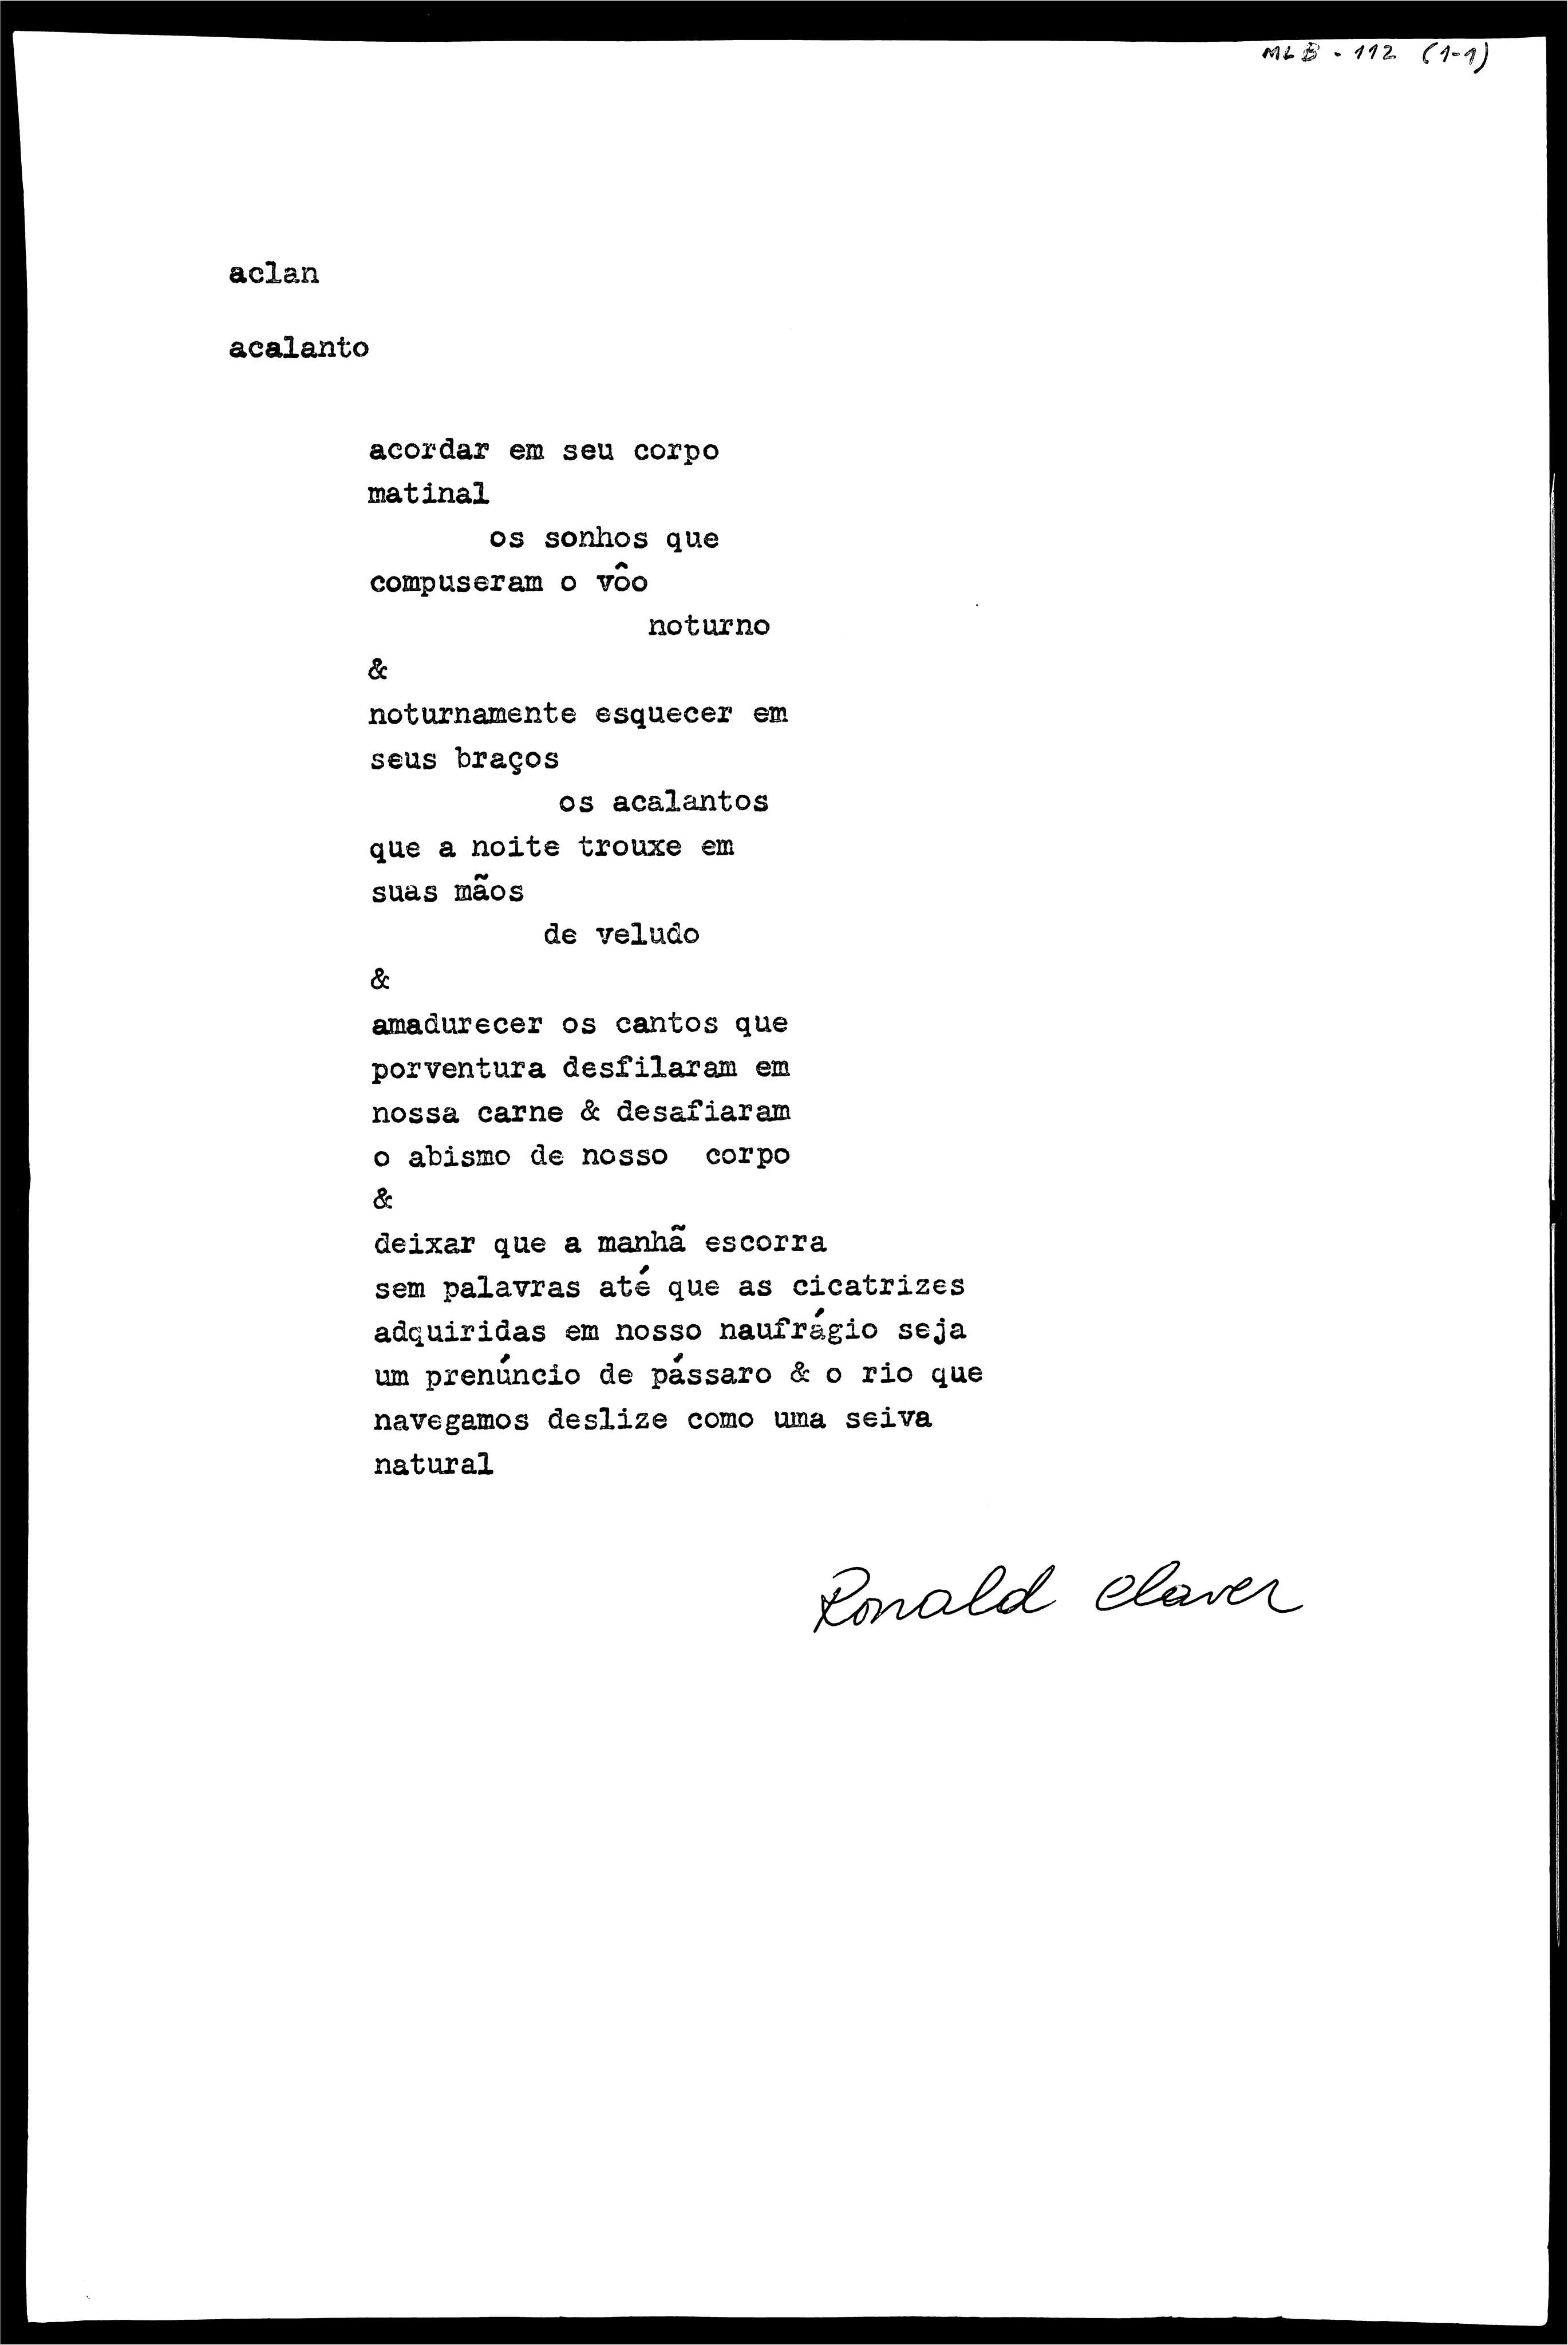 MLB - 112 (1-1)
aclan
acalanto
acordar em seu corpo
matinal
os sonhos que
compuseram o vôo
noturno
&
noturnamente esquecer em
seus braços
os acalantos
que a noite trouxe em
suas mãos
de veludo
&
amadurecer os cantos que
porventura desfilaram em
nossa carne & desafiaram
o abismo de nosso  corpo
&
deixar que a manhã escorra
sem palavras até que as cicatrizes
adquiridas em nosso naufrágio seja
um prenúncio de pássaro & o rio que
navegamos deslize como uma seiva
natural
Ronald Claver